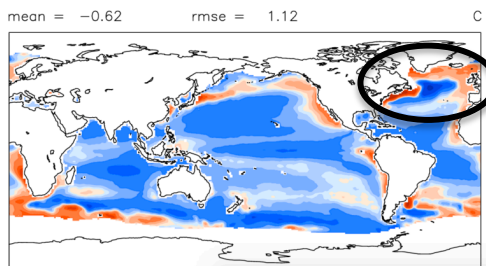 mean = −0.62 rmse = 1.12 C